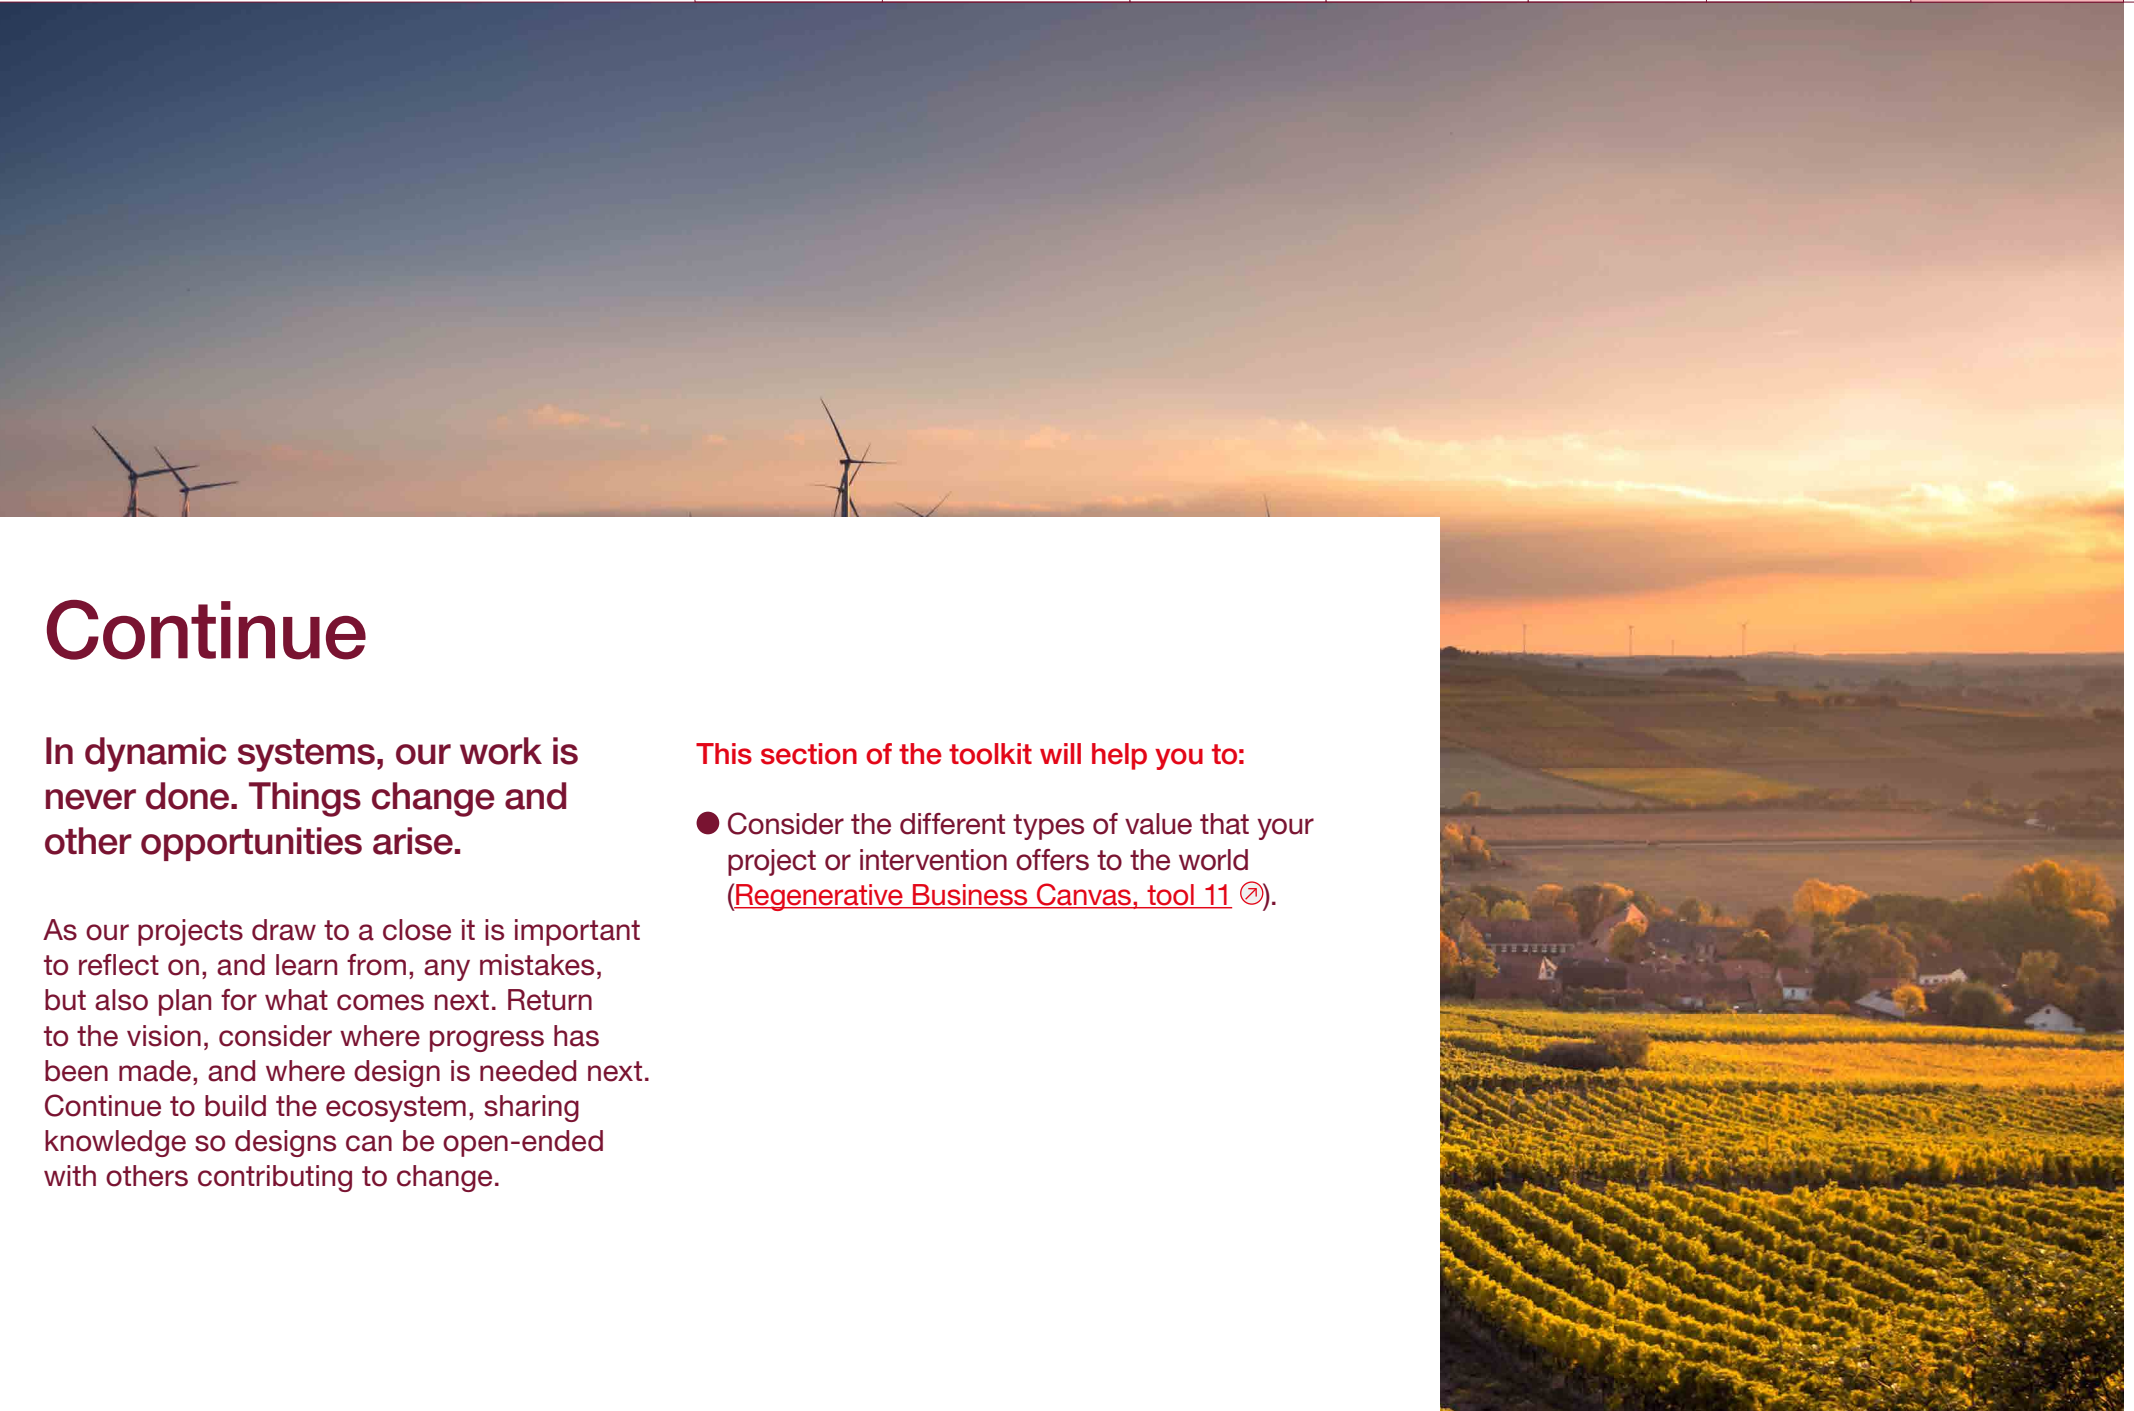 Continue
In dynamic systems, our work is
never done. Things change and
other opportunities arise.
As our projects draw to a close it is important
to reflect on, and learn from, any mistakes,
but also plan for what comes next. Return
to the vision, consider where progress has
been made, and where design is needed next.
Continue to build the ecosystem, sharing
knowledge so designs can be open-ended
with others contributing to change.
This section of the toolkit will help you to:
● Consider the different types of value that your
project or intervention offers to the world
(Regenerative Business Canvas, tool 11 ↗).